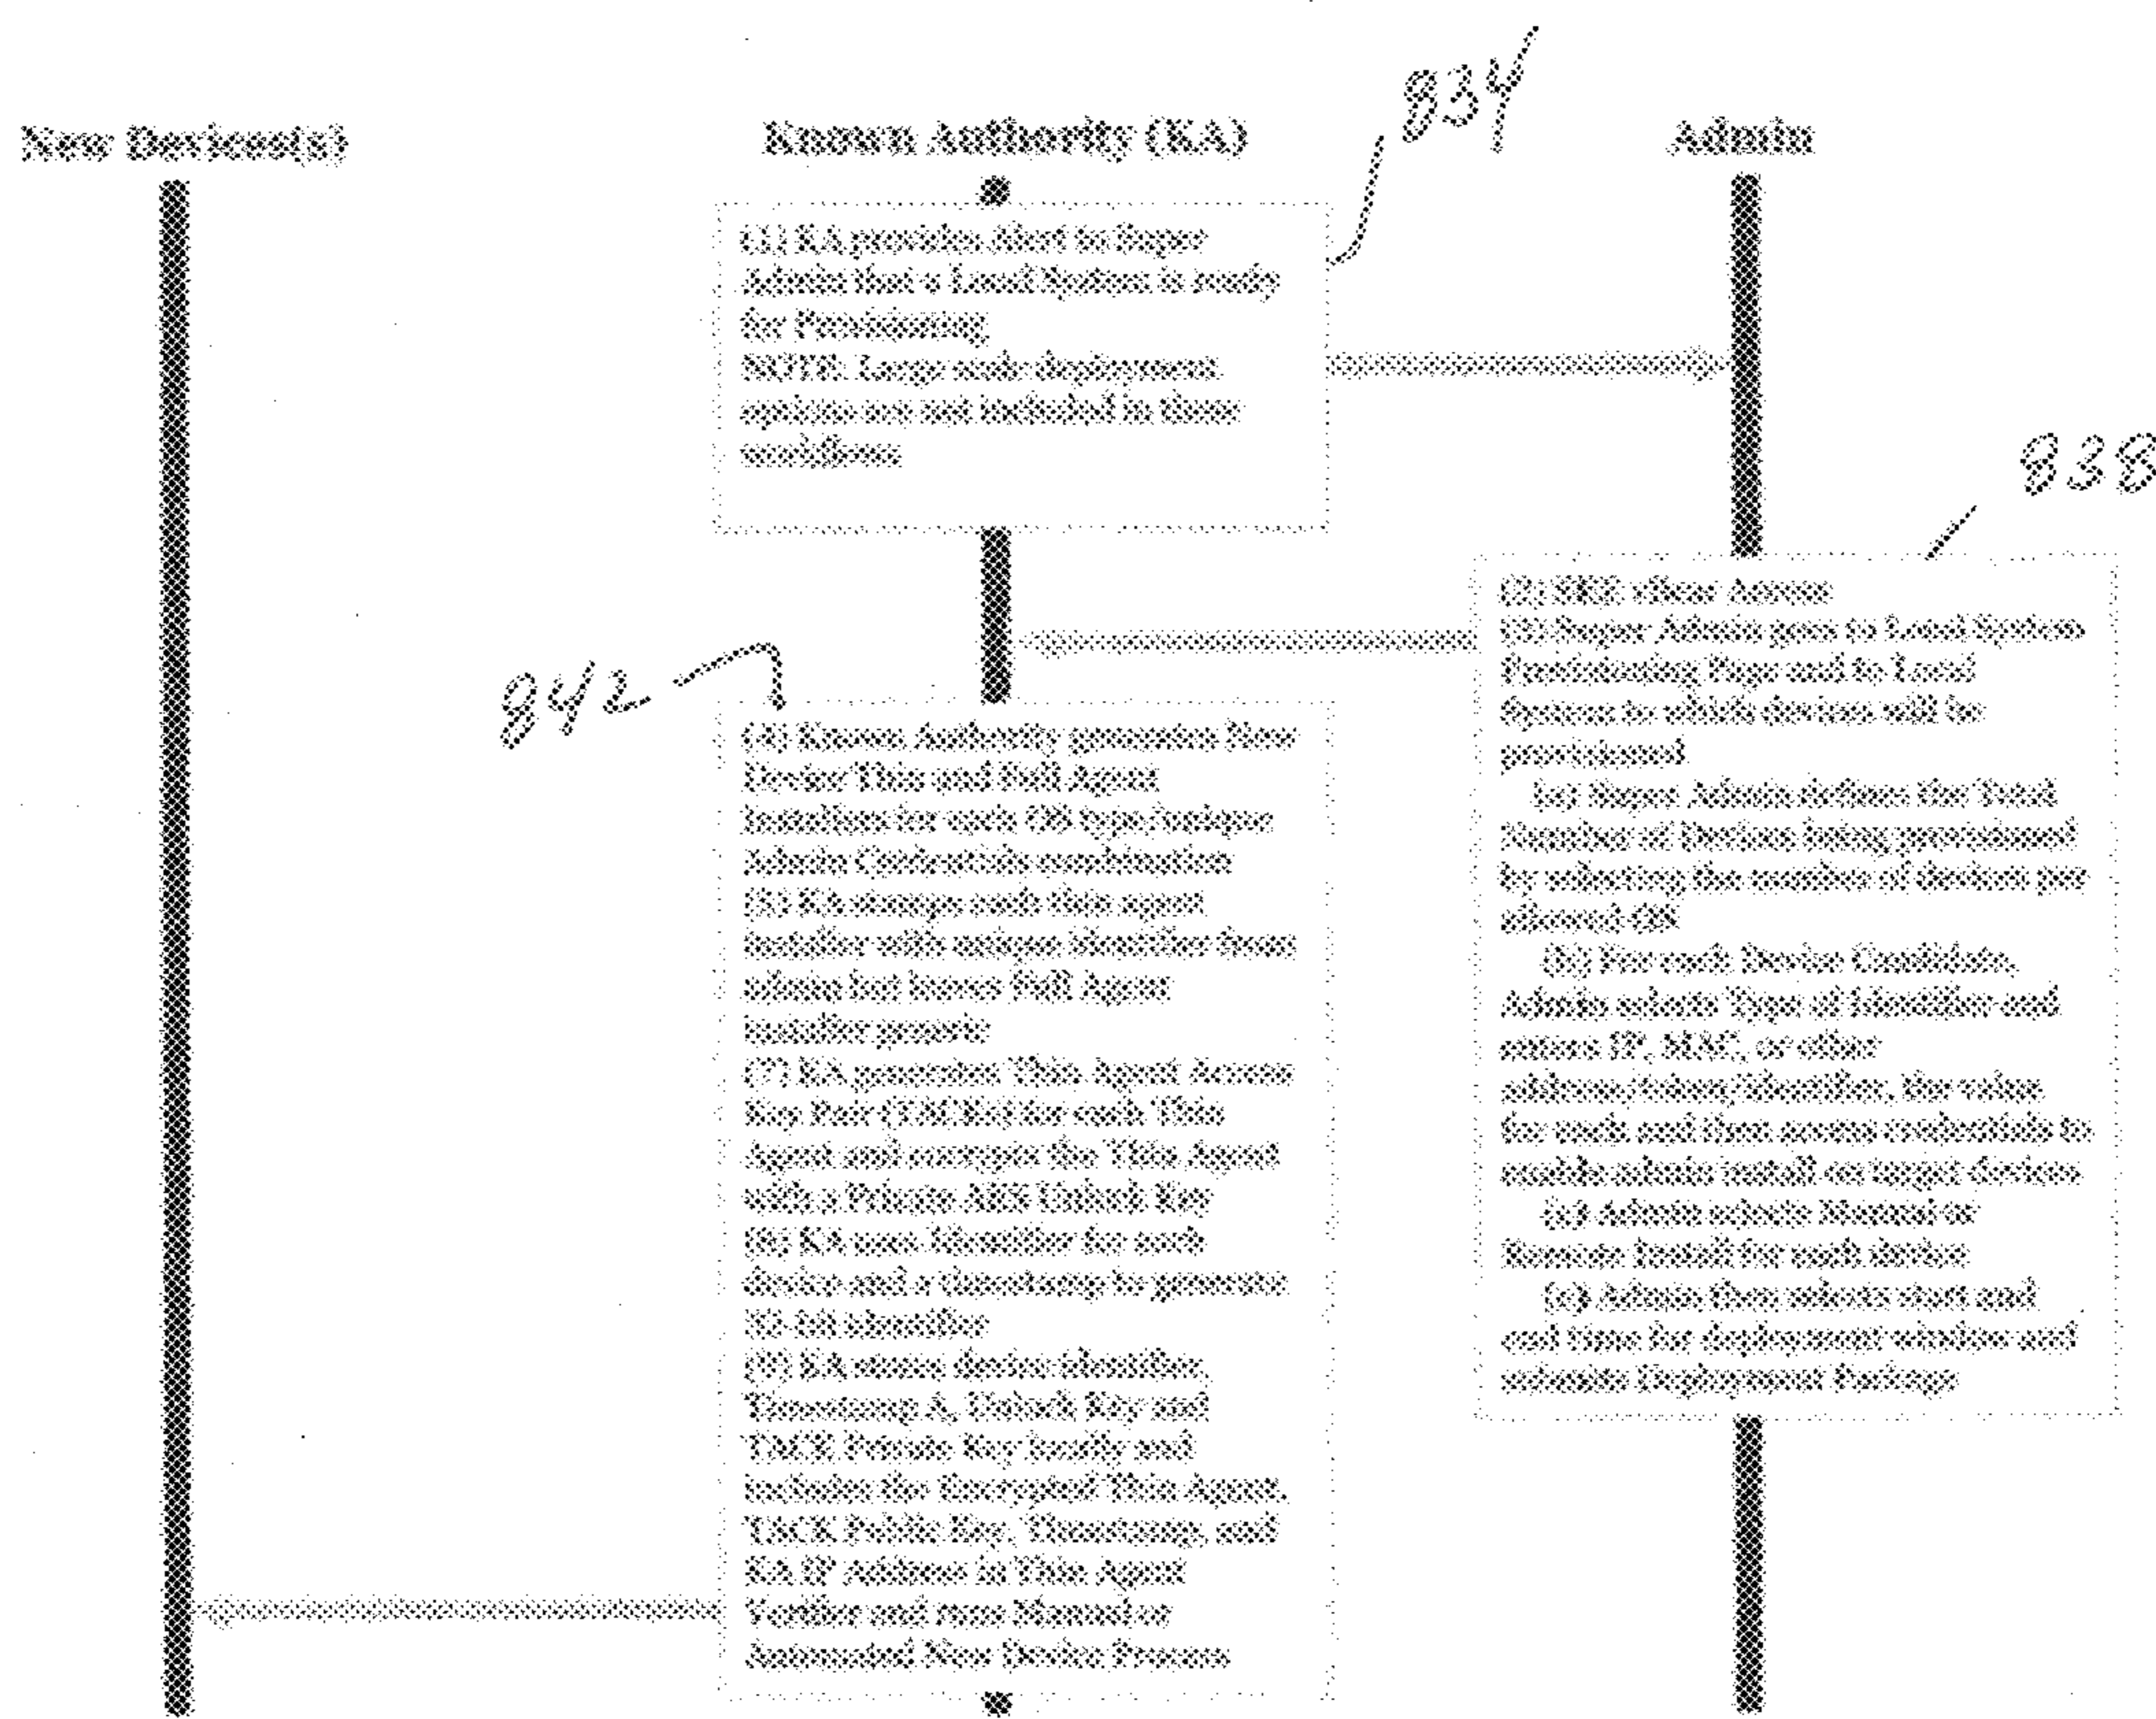 New Devices(s)
Known Authority (KA)
Admin
834
(1) KA provides Alert to Super
Admin that a Local System is ready
for Provisioning
NOTE: Large scale deployment
options are not included in these
workflows
838
(2) SEE: xBear Access
(3) Super Admin goes to Local System
Provisioning Page and to Local
System to which devices will be
provisioned.
(a) Super Admin defines the Total
Number of Devices being provisioned
by selecting the number of devices per
allowed OS
(b) For each Device Candidate,
Admin selects Type of Identifier and
enters IP, MAC, or other
address/token/identifier, the value
for each and then access credentials to
enable admin install on target devices
(c) Admin selects Manual or
Remote Install for each device
Admin then selects start and
end time for deployment window and
submits Deployment Package
842
(4) Known Authority generates New
Device Thin and Full Agent
Installers for each OS type/unique
Admin Credentials combination
(5) KA stamps each thin agent
installer with unique identifier from
admin but leaves Full Agent
installer generic
(7) KA generates Thin Agent Access
Key Pair for each Thin
Agent and encrypts the Thin Agent
with a Private AES Unlock Key
(8) KA uses Identifier for each
device and a timestamp to generate
identifier
(9) KA stores device identifier,
Timestamp A, Unlock Key and
Private Key locally and
includes the Encrypted Thin Agent,
Public Key, Timestamp, and
KA IP Address in Thin Agent
Verifier and runs Manual or
Automated New Device Process